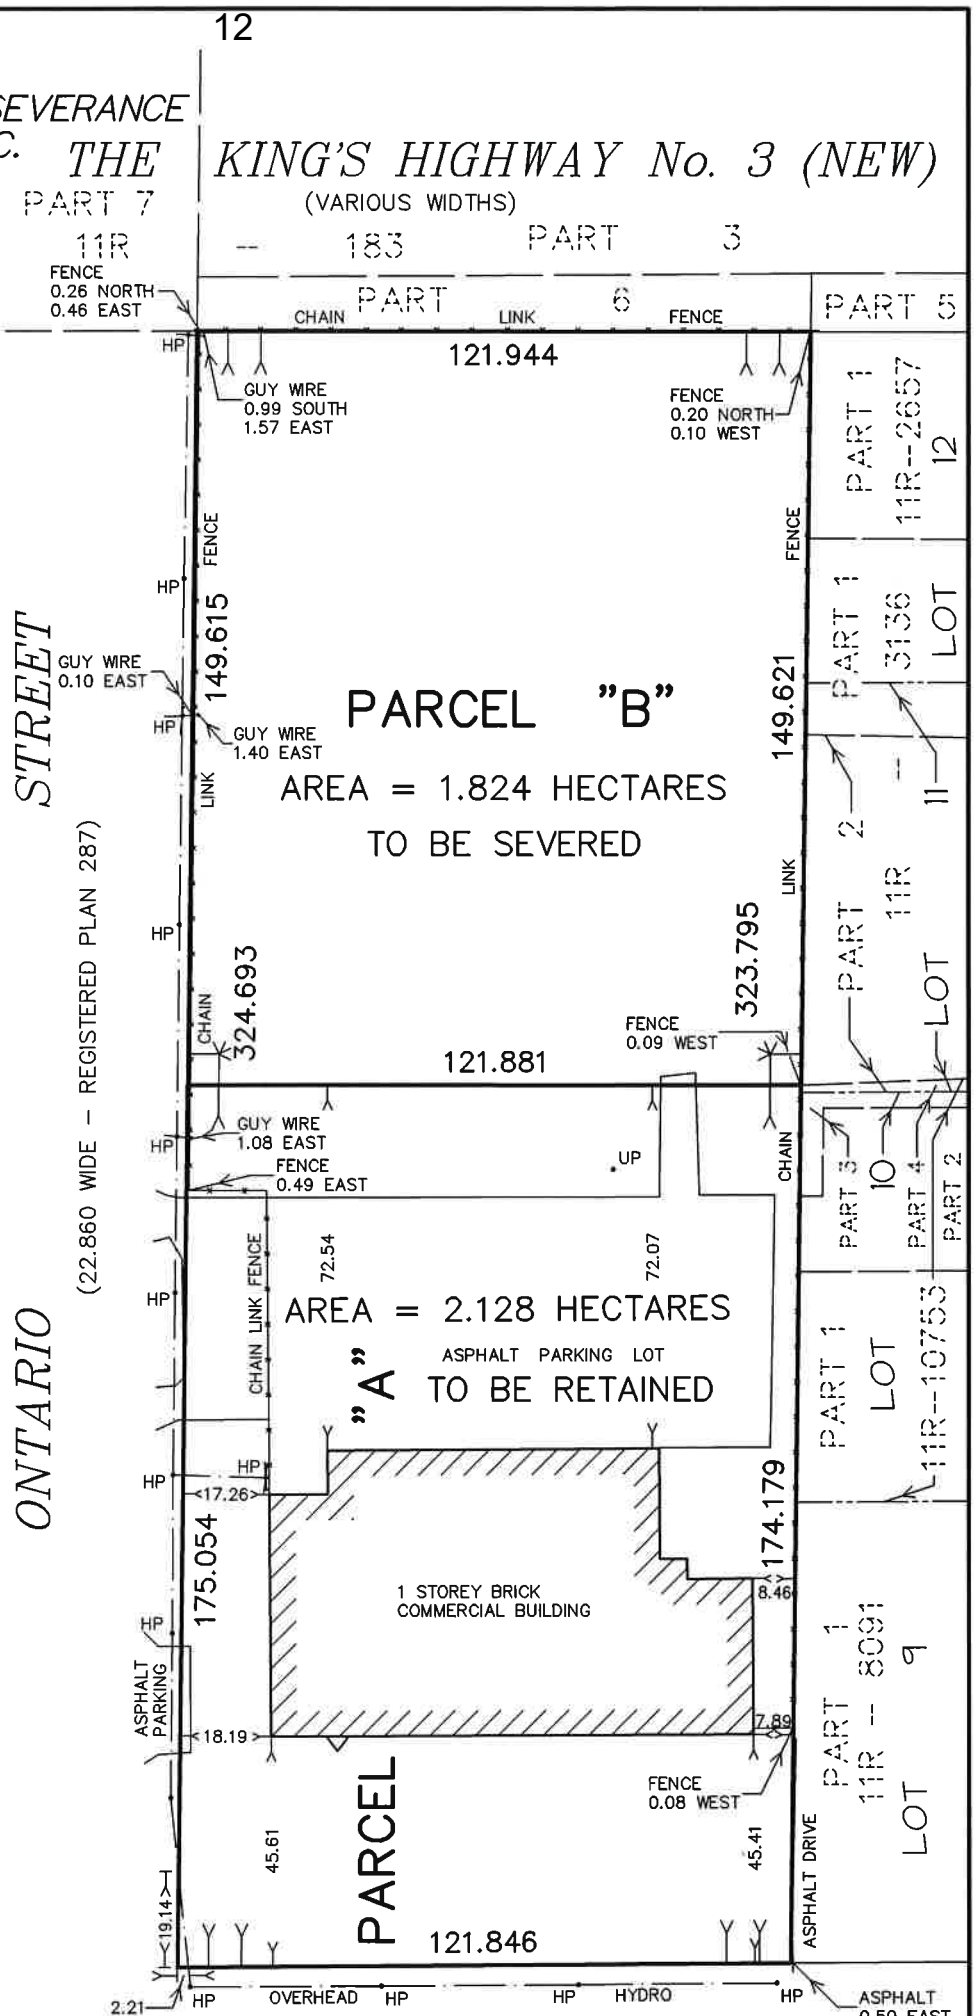 12
SEVERANCE
C.
THE KING'S HIGHWAY No. 3 (NEW)
(VARIOUS WIDTHS)
PART 7
11R -- 183 PART 3
FENCE
0.26 NORTH
0.46 EAST
PART 6
PART 5
CHAIN LINK FENCE
HP
121.944
GUY WIRE
0.99 SOUTH
1.57 EAST
FENCE
0.20 NORTH
0.10 WEST
PART 1
11R--2657
12
FENCE
FENCE
HP
149.615
PART 1
3136
LOT
STREET
GUY WIRE
0.10 EAST
HP
GUY WIRE
1.40 EAST
149.621
PARCEL "B"
AREA = 1.824 HECTARES
TO BE SEVERED
LINK
LINK
PART 2
11R --
LOT 11
(22.860 WIDE - REGISTERED PLAN 287)
HP
CHAIN
324.693
323.795
FENCE
0.09 WEST
121.881
HP
GUY WIRE
1.08 EAST
FENCE
0.49 EAST
UP
CHAIN
PART 3
10
PART 4
PART 2
CHAIN LINK FENCE
72.54
72.07
HP
AREA = 2.128 HECTARES
ASPHALT PARKING LOT
"A" TO BE RETAINED
PART 1
LOT
11R--10753
ONTARIO
HP
HP
17.26
175.054
174.179
8.46
1 STOREY BRICK
COMMERCIAL BUILDING
HP
ASPHALT
PARKING
18.19
7.89
PART 1
11R -- 8091
LOT 9
FENCE
0.08 WEST
PARCEL
45.61
45.41
ASPHALT DRIVE
19.14
121.846
2.21
HP OVERHEAD HP HP HYDRO HP
ASPHALT
0.50 EAST